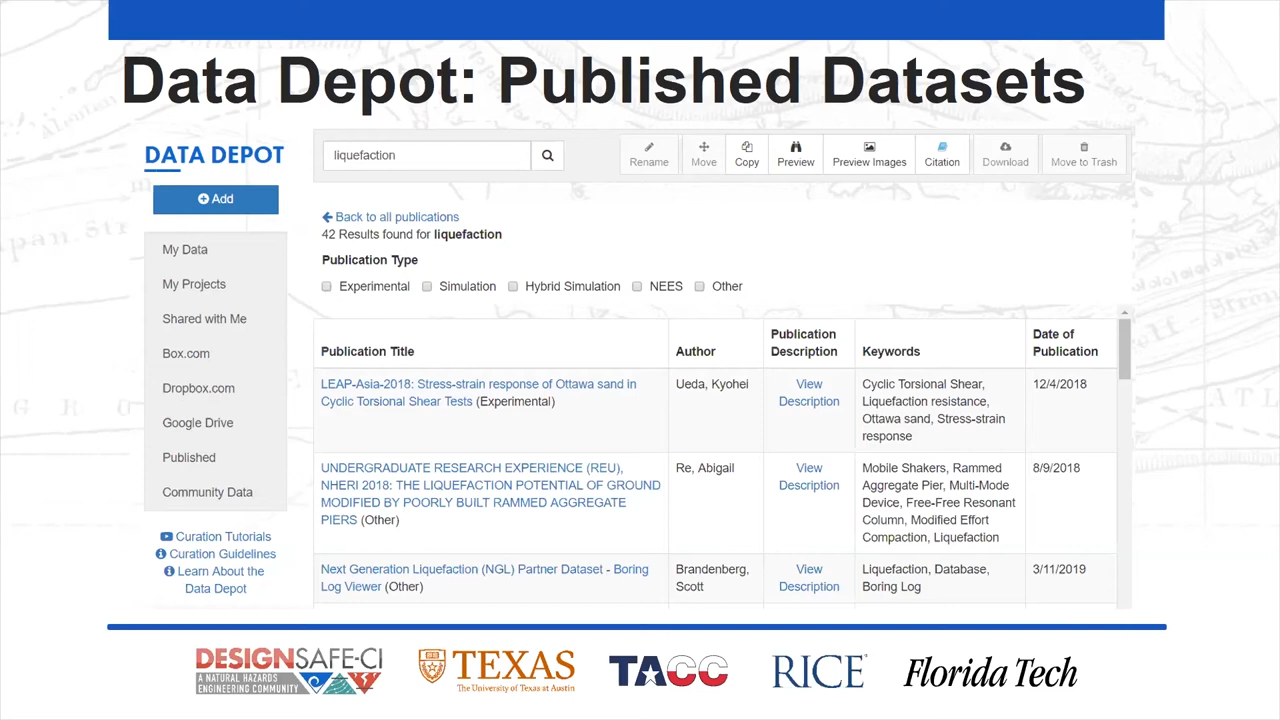 Data Depot: Published Datasets
DATA DEPOT
Add
My Data
My Projects
Shared with Me
Box.com
Dropbox.com
Google Drive
Published
Community Data
Curation Tutorials
Curation Guidelines
Learn About the
Data Depot
liquefaction
Rename
Move
Copy
Preview
Preview Images
Citation
Download
Move to Trash
Back to all publications
42 Results found for liquefaction
Publication Type
Experimental
Simulation
Hybrid Simulation
NEES
Other
Publication Title
Author
Publication
Description
Keywords
Date of
Publication
LEAP-Asia-2018: Stress-strain response of Ottawa sand in
Cyclic Torsional Shear Tests (Experimental)
Ueda, Kyohei
View
Description
Cyclic Torsional Shear,
Liquefaction resistance,
Ottawa sand, Stress-strain
response
12/4/2018
UNDERGRADUATE RESEARCH EXPERIENCE (REU),
NHERI 2018: THE LIQUEFACTION POTENTIAL OF GROUND
MODIFIED BY POORLY BUILT RAMMED AGGREGATE
PIERS (Other)
Re, Abigail
View
Description
Mobile Shakers, Rammed
Aggregate Pier, Multi-Mode
Device, Free-Free Resonant
Column, Modified Effort
Compaction, Liquefaction
8/9/2018
Next Generation Liquefaction (NGL) Partner Dataset - Boring
Log Viewer (Other)
Brandenberg,
Scott
View
Description
Liquefaction, Database,
Boring Log
3/11/2019
DESIGNSAFE-CI
A NATURAL HAZARDS
ENGINEERING COMMUNITY
TEXAS
The University of Texas at Austin
TACC
RICE
Florida Tech